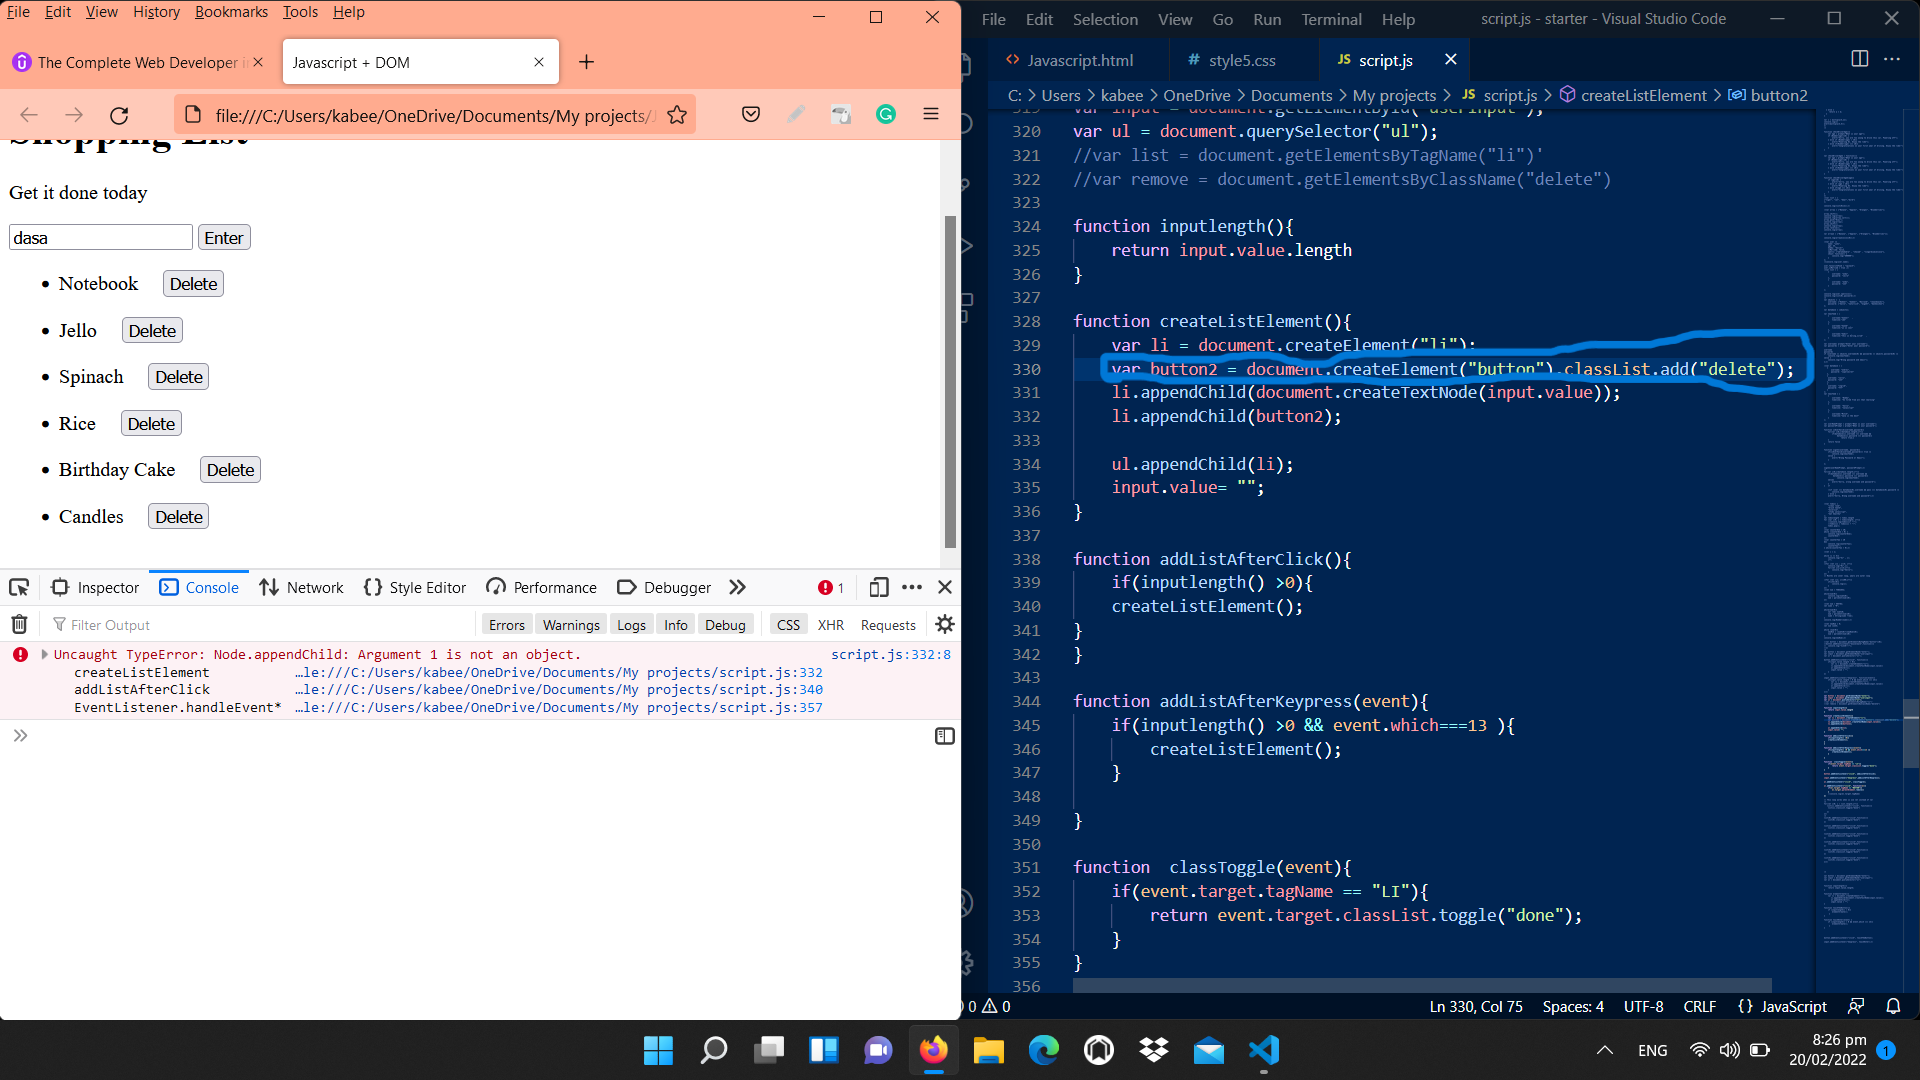 File Edit View History Bookmarks Tools Help
The Complete Web Developer i
Javascript + DOM
file:///C:/Users/kabee/OneDrive/Documents/My projects/J
Shopping List
Get it done today
dasa Enter
Notebook Delete
Jello Delete
Spinach Delete
Rice Delete
Birthday Cake Delete
Candles Delete
Inspector Console Network Style Editor Performance Debugger 1
Filter Output Errors Warnings Logs Info Debug CSS XHR Requests
Uncaught TypeError: Node.appendChild: Argument 1 is not an object. script.js:332:8
createListElement …le:///C:/Users/kabee/OneDrive/Documents/My projects/script.js:332
addListAfterClick …le:///C:/Users/kabee/OneDrive/Documents/My projects/script.js:340
EventListener.handleEvent* …le:///C:/Users/kabee/OneDrive/Documents/My projects/script.js:357
File Edit Selection View Go Run Terminal Help script.js - starter - Visual Studio Code
Javascript.html style5.css JS script.js
C: > Users > kabee > OneDrive > Documents > My projects > JS script.js > createListElement > button2
319 var input = document.getElementById("userinput");
320 var ul = document.querySelector("ul");
321 //var list = document.getElementsByTagName("li")'
322 //var remove = document.getElementsByClassName("delete")
323
324 function inputlength(){
325 return input.value.length
326 }
327
328 function createListElement(){
329 var li = document.createElement("li");
330 var button2 = document.createElement("button").classList.add("delete");
331 li.appendChild(document.createTextNode(input.value));
332 li.appendChild(button2);
333
334 ul.appendChild(li);
335 input.value= "";
336 }
337
338 function addListAfterClick(){
339 if(inputlength() >0){
340 createListElement();
341 }
342 }
343
344 function addListAfterKeypress(event){
345 if(inputlength() >0 && event.which===13 ){
346 createListElement();
347 }
348
349 }
350
351 function  classToggle(event){
352 if(event.target.tagName == "LI"){
353 return event.target.classList.toggle("done");
354 }
355 }
356
0 0 Ln 330, Col 75 Spaces: 4 UTF-8 CRLF {} JavaScript
ENG 8:26 pm
20/02/2022 1